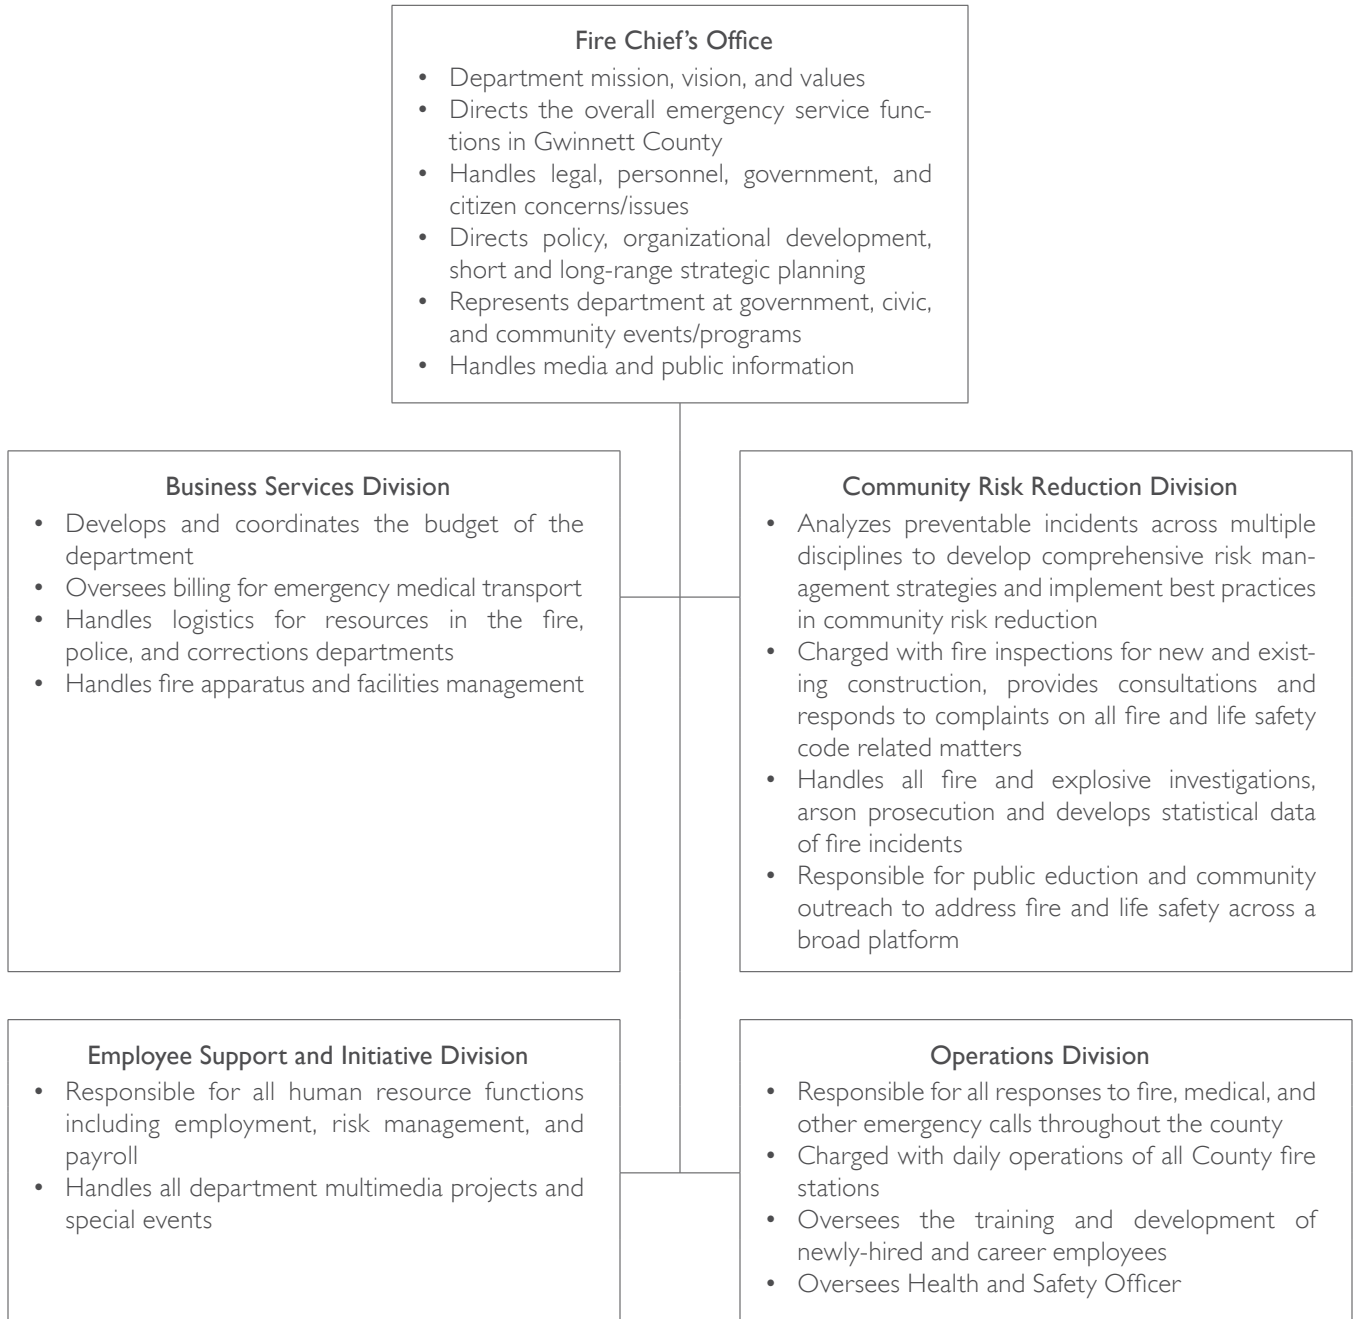 Fire Chief's Office
• Department mission, vision, and values
• Directs the overall emergency service func-
tions in Gwinnett County
• Handles legal, personnel, government, and
citizen concerns/issues
• Directs policy, organizational development,
short and long-range strategic planning
• Represents department at government, civic,
and community events/programs
• Handles media and public information
Business Services Division
• Develops and coordinates the budget of the
department
• Oversees billing for emergency medical transport
• Handles logistics for resources in the fire,
police, and corrections departments
• Handles fire apparatus and facilities management
Community Risk Reduction Division
• Analyzes preventable incidents across multiple
disciplines to develop comprehensive risk man-
agement strategies and implement best practices
in community risk reduction
• Charged with fire inspections for new and exist-
ing construction, provides consultations and
responds to complaints on all fire and life safety
code related matters
• Handles all fire and explosive investigations,
arson prosecution and develops statistical data
of fire incidents
• Responsible for public eduction and community
outreach to address fire and life safety across a
broad platform
Employee Support and Initiative Division
• Responsible for all human resource functions
including employment, risk management, and
payroll
• Handles all department multimedia projects and
special events
Operations Division
• Responsible for all responses to fire, medical, and
other emergency calls throughout the county
• Charged with daily operations of all County fire
stations
• Oversees the training and development of
newly-hired and career employees
• Oversees Health and Safety Officer